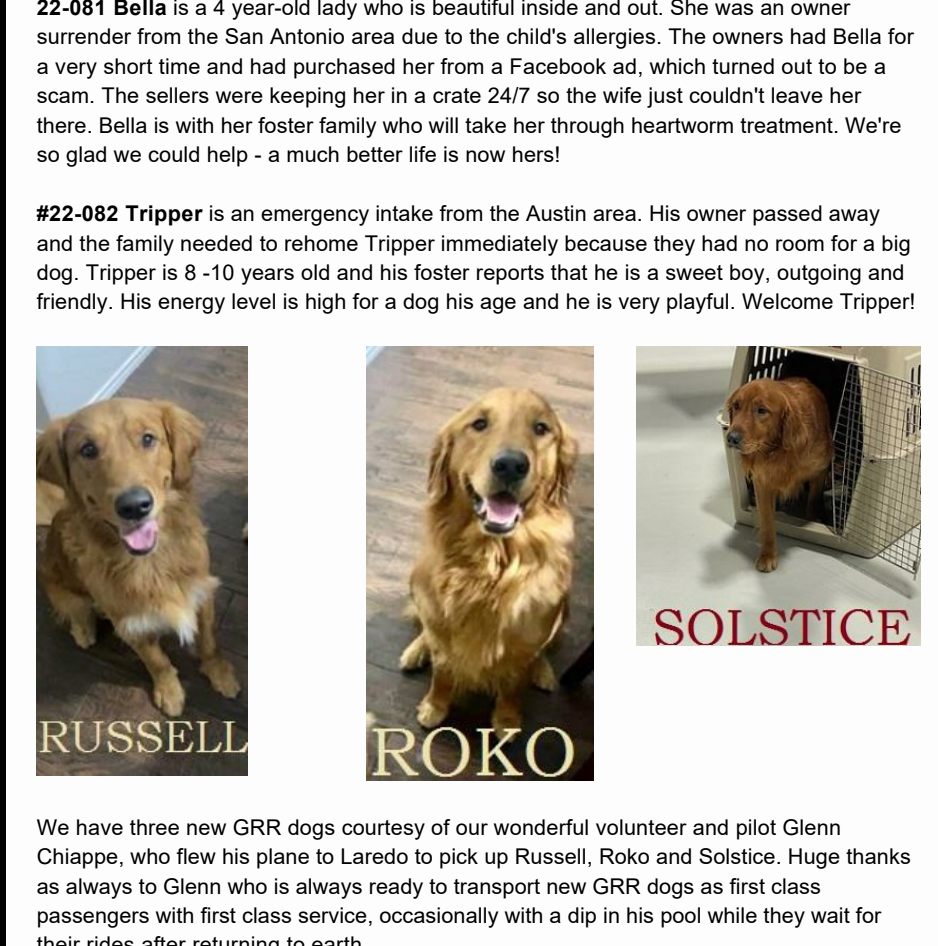 22-081 Bella is a 4 year-old lady who is beautiful inside and out. She was an owner
surrender from the San Antonio area due to the child's allergies. The owners had Bella for
a very short time and had purchased her from a Facebook ad, which turned out to be a
scam. The sellers were keeping her in a crate 24/7 so the wife just couldn't leave her
there. Bella is with her foster family who will take her through heartworm treatment. We're
so glad we could help - a much better life is now hers!
#22-082 Tripper is an emergency intake from the Austin area. His owner passed away
and the family needed to rehome Tripper immediately because they had no room for a big
dog. Tripper is 8 -10 years old and his foster reports that he is a sweet boy, outgoing and
friendly. His energy level is high for a dog his age and he is very playful. Welcome Tripper!
RUSSELL
ROKO
SOLSTICE
We have three new GRR dogs courtesy of our wonderful volunteer and pilot Glenn
Chiappe, who flew his plane to Laredo to pick up Russell, Roko and Solstice. Huge thanks
as always to Glenn who is always ready to transport new GRR dogs as first class
passengers with first class service, occasionally with a dip in his pool while they wait for
their rides after returning to earth